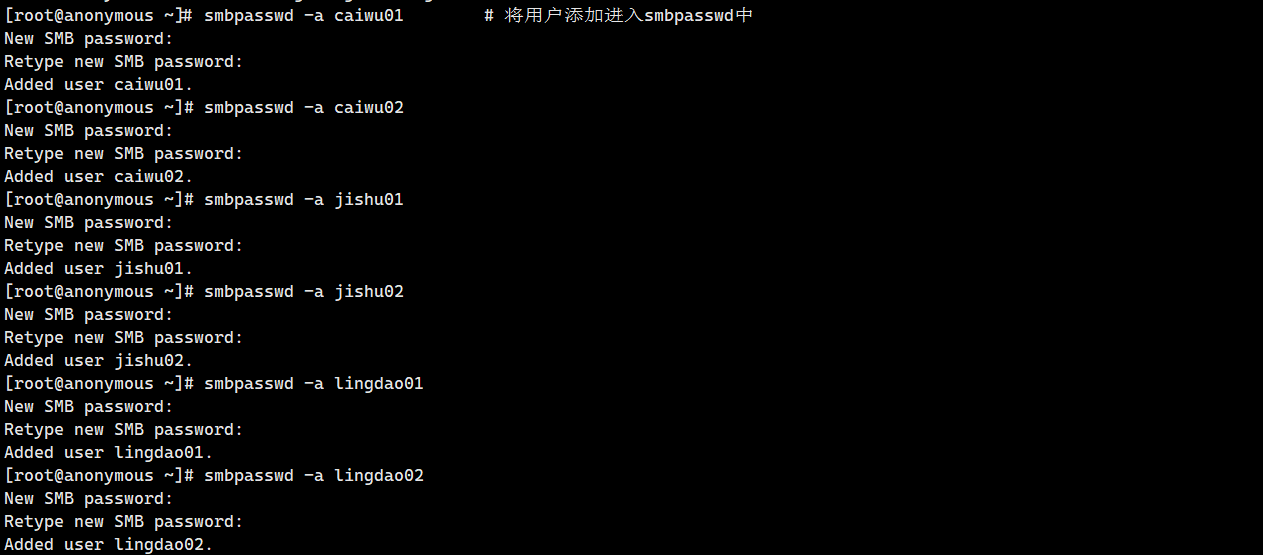 [root@anonymous ~]# smbpasswd -a caiwu01        # 将用户添加进入smbpasswd中
New SMB password:
Retype new SMB password:
Added user caiwu01.
[root@anonymous ~]# smbpasswd -a caiwu02
New SMB password:
Retype new SMB password:
Added user caiwu02.
[root@anonymous ~]# smbpasswd -a jishu01
New SMB password:
Retype new SMB password:
Added user jishu01.
[root@anonymous ~]# smbpasswd -a jishu02
New SMB password:
Retype new SMB password:
Added user jishu02.
[root@anonymous ~]# smbpasswd -a lingdao01
New SMB password:
Retype new SMB password:
Added user lingdao01.
[root@anonymous ~]# smbpasswd -a lingdao02
New SMB password:
Retype new SMB password:
Added user lingdao02.